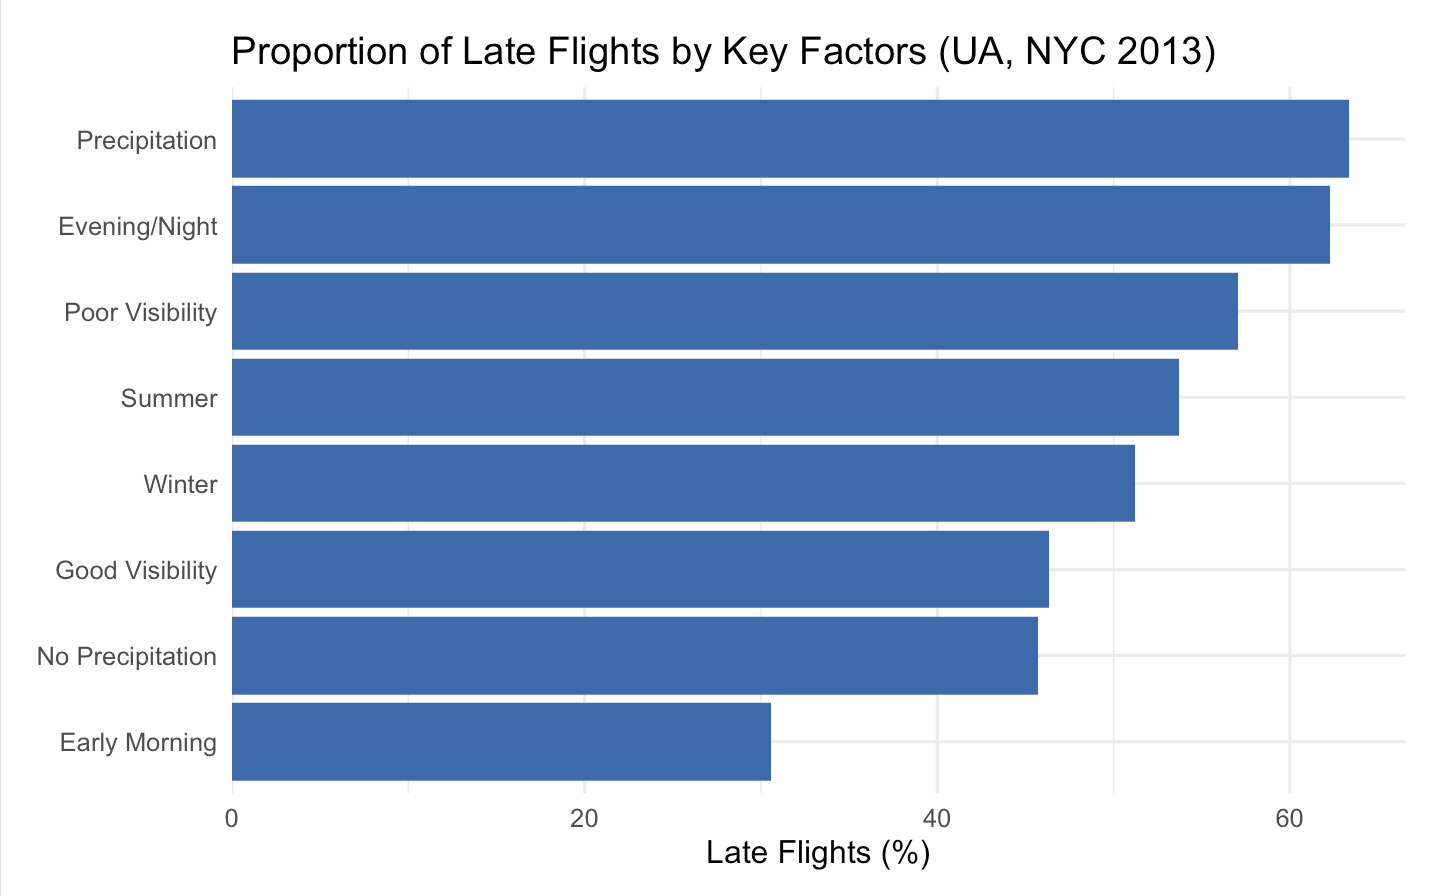 Proportion of Late Flights by Key Factors (UA, NYC 2013)
Precipitation
Evening/Night
Poor Visibility
Summer
Winter
Good Visibility
No Precipitation
Early Morning
0 20 40 60
Late Flights (%)